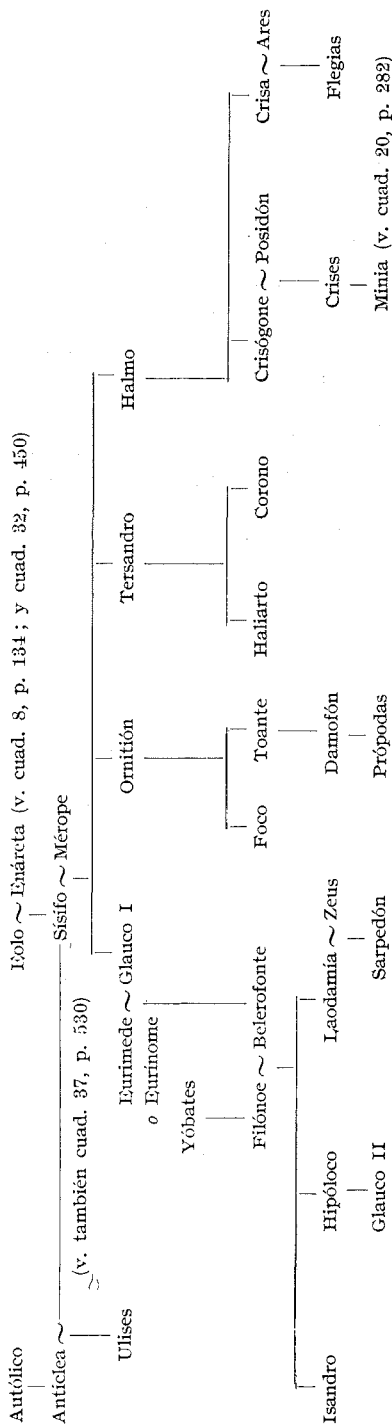 Autólico
Eolo ~ Enáreta (v. cuad. 8, p. 134; y cuad. 32, p. 450)
Anticlea ~ Sísifo ~ Mérope
(v. también cuad. 37, p. 530)
Ulises
Eurimede ~ Glauco I Ornitión Tersandro Halmo
o Eurínome
Yóbates
Filónoe ~ Belerofonte Foco Toante Haliarto Corono Crisógone ~ Posidón Crisa ~ Ares
Isandro Hipóloco Laodamía ~ Zeus Damofón Crises Flegias
Glauco II Sarpedón Própodas Minia (v. cuad. 20, p. 282)